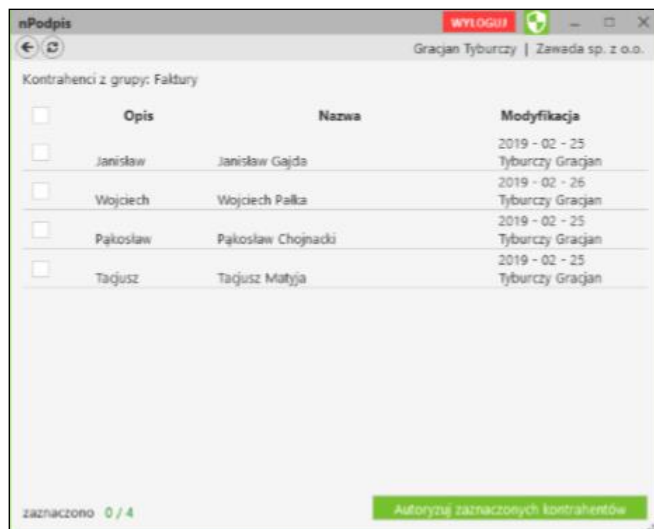 nPodpis WYLOGUJ
Gracjan Tyburczy | Zawada sp. z o.o.
Kontrahenci z grupy: Faktury
Opis Nazwa Modyfikacja
2019 - 02 - 25
Janisław Janisław Gajda Tyburczy Gracjan
2019 - 02 - 26
Wojciech Wojciech Pałka Tyburczy Gracjan
2019 - 02 - 25
Pąkosław Pąkosław Chojnacki Tyburczy Gracjan
2019 - 02 - 25
Tacjusz Tacjusz Matyja Tyburczy Gracjan
zaznaczono 0 / 4 Autoryzuj zaznaczonych kontrahentów